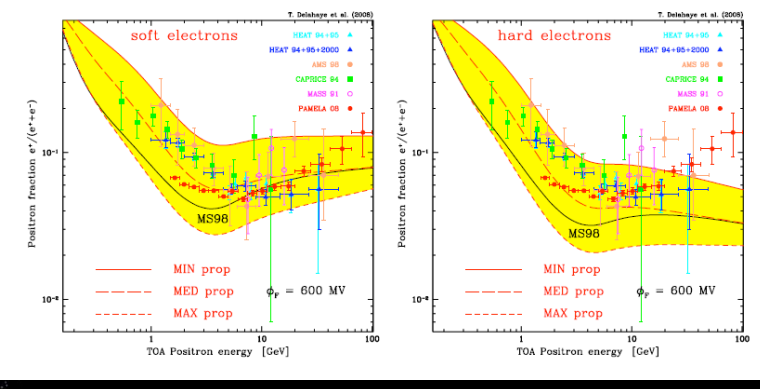 T. Delahaye et al. (2008)
soft electrons
HEAT 94+95
HEAT 94+95+2000
AMS 98
CAPRICE 94
MASS 91
PAMELA 08
Positron fraction e⁺/(e⁺+e⁻)
10⁻¹
10⁻²
MS98
MIN prop
MED prop
MAX prop
ϕF = 600 MV
1
10
100
TOA Positron energy [GeV]
T. Delahaye et al. (2008)
hard electrons
HEAT 94+95
HEAT 94+95+2000
AMS 98
CAPRICE 94
MASS 91
PAMELA 08
Positron fraction e⁺/(e⁺+e⁻)
10⁻¹
10⁻²
MS98
MIN prop
MED prop
MAX prop
ϕF = 600 MV
1
10
100
TOA Positron energy [GeV]